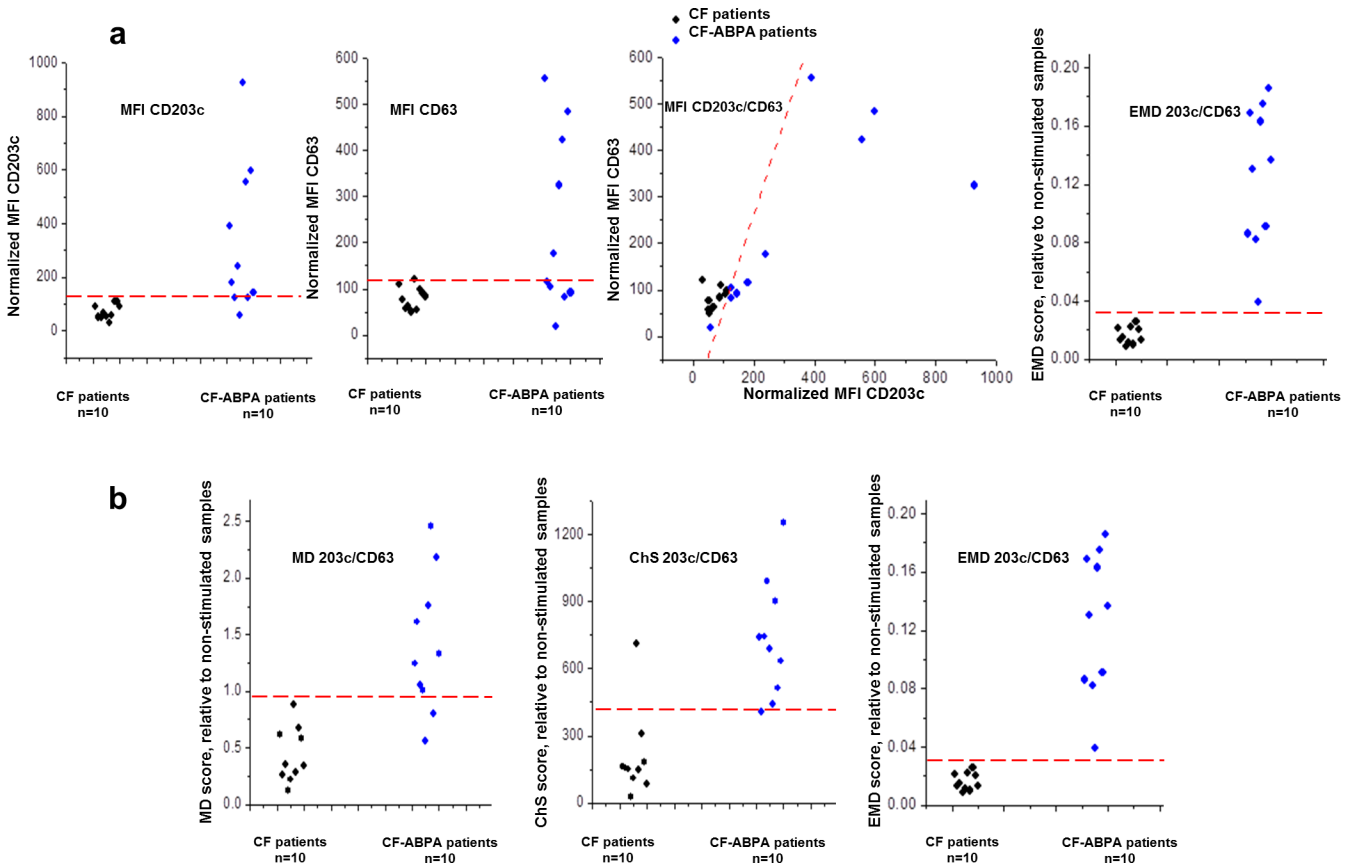 a
Normalized MFI CD203c
1000
800
600
400
200
0
MFI CD203c
CF patients
n=10
CF-ABPA patients
n=10
Normalized MFI CD63
600
500
400
300
200
100
0
MFI CD63
CF patients
n=10
CF-ABPA patients
n=10
CF patients
CF-ABPA patients
Normalized MFI CD63
600
500
400
300
200
100
0
MFI CD203c/CD63
0 200 400 600 800 1000
Normalized MFI CD203c
EMD score, relative to non-stimulated samples
0.20
0.16
0.12
0.08
0.04
0.00
EMD 203c/CD63
CF patients
n=10
CF-ABPA patients
n=10
b
MD score, relative to non-stimulated samples
2.5
2.0
1.5
1.0
0.5
0.0
MD 203c/CD63
CF patients
n=10
CF-ABPA patients
n=10
ChS score, relative to non-stimulated samples
1200
900
600
300
0
ChS 203c/CD63
CF patients
n=10
CF-ABPA patients
n=10
EMD score, relative to non-stimulated samples
0.20
0.16
0.12
0.08
0.04
0.00
EMD 203c/CD63
CF patients
n=10
CF-ABPA patients
n=10